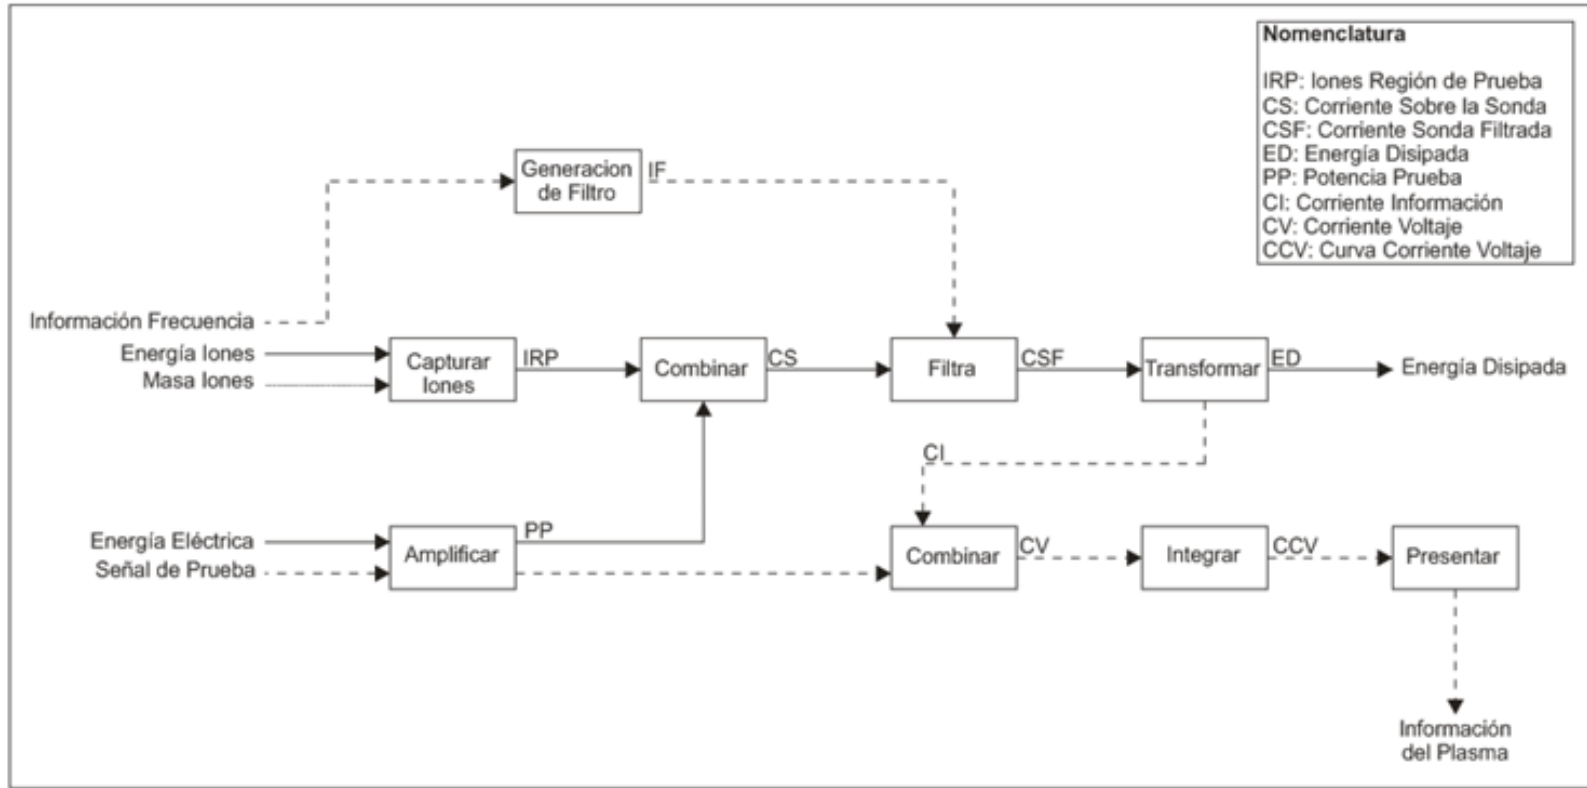 Nomenclatura
IRP: Iones Región de Prueba
CS: Corriente Sobre la Sonda
CSF: Corriente Sonda Filtrada
ED: Energía Disipada
PP: Potencia Prueba
CI: Corriente Información
CV: Corriente Voltaje
CCV: Curva Corriente Voltaje
Generacion
de Filtro
IF
Información Frecuencia
Energía Iones
Masa Iones
Capturar
Iones
IRP
Combinar
CS
Filtra
CSF
Transformar
ED
Energía Disipada
CI
Energía Eléctrica
Señal de Prueba
Amplificar
PP
Combinar
CV
Integrar
CCV
Presentar
Información
del Plasma